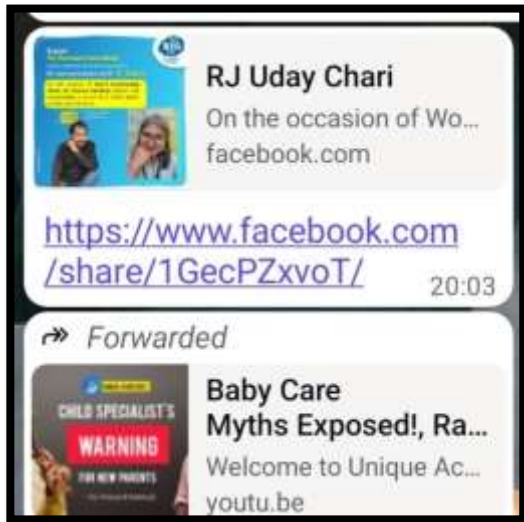 RJ Uday Chari
On the occasion of Wo...
facebook.com
https://www.facebook.com
/share/1GecPZxvoT/
20:03
Forwarded
CHILD SPECIALIST'S
WARNING
FOR NEW PARENTS
Baby Care
Myths Exposed!, Ra...
Welcome to Unique Ac...
youtu.be